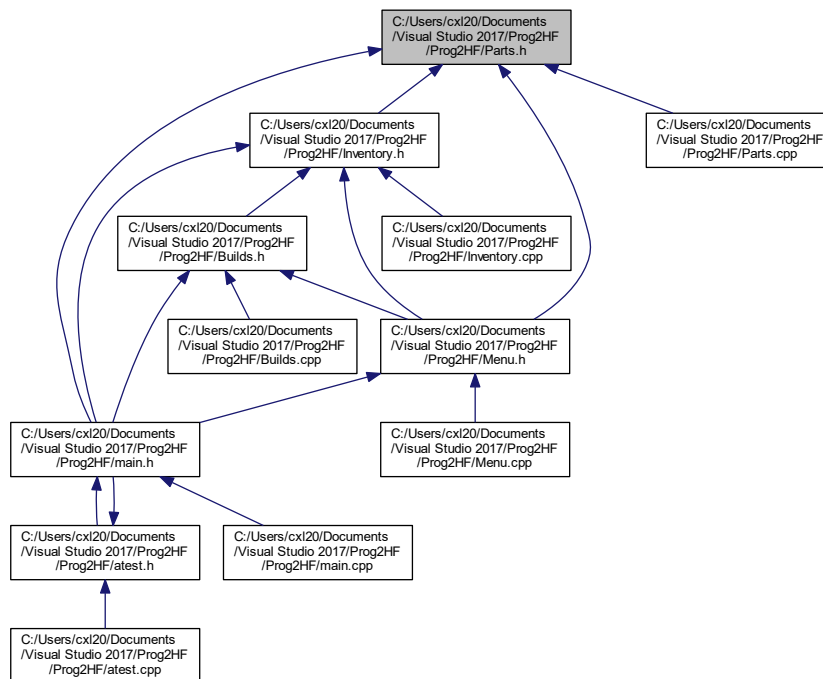 C:/Users/cxl20/Documents
/Visual Studio 2017/Prog2HF
/Prog2HF/Parts.h
C:/Users/cxl20/Documents
/Visual Studio 2017/Prog2HF
/Prog2HF/Inventory.h
C:/Users/cxl20/Documents
/Visual Studio 2017/Prog2HF
/Prog2HF/Parts.cpp
C:/Users/cxl20/Documents
/Visual Studio 2017/Prog2HF
/Prog2HF/Builds.h
C:/Users/cxl20/Documents
/Visual Studio 2017/Prog2HF
/Prog2HF/Inventory.cpp
C:/Users/cxl20/Documents
/Visual Studio 2017/Prog2HF
/Prog2HF/Builds.cpp
C:/Users/cxl20/Documents
/Visual Studio 2017/Prog2HF
/Prog2HF/Menu.h
C:/Users/cxl20/Documents
/Visual Studio 2017/Prog2HF
/Prog2HF/main.h
C:/Users/cxl20/Documents
/Visual Studio 2017/Prog2HF
/Prog2HF/Menu.cpp
C:/Users/cxl20/Documents
/Visual Studio 2017/Prog2HF
/Prog2HF/atest.h
C:/Users/cxl20/Documents
/Visual Studio 2017/Prog2HF
/Prog2HF/main.cpp
C:/Users/cxl20/Documents
/Visual Studio 2017/Prog2HF
/Prog2HF/atest.cpp